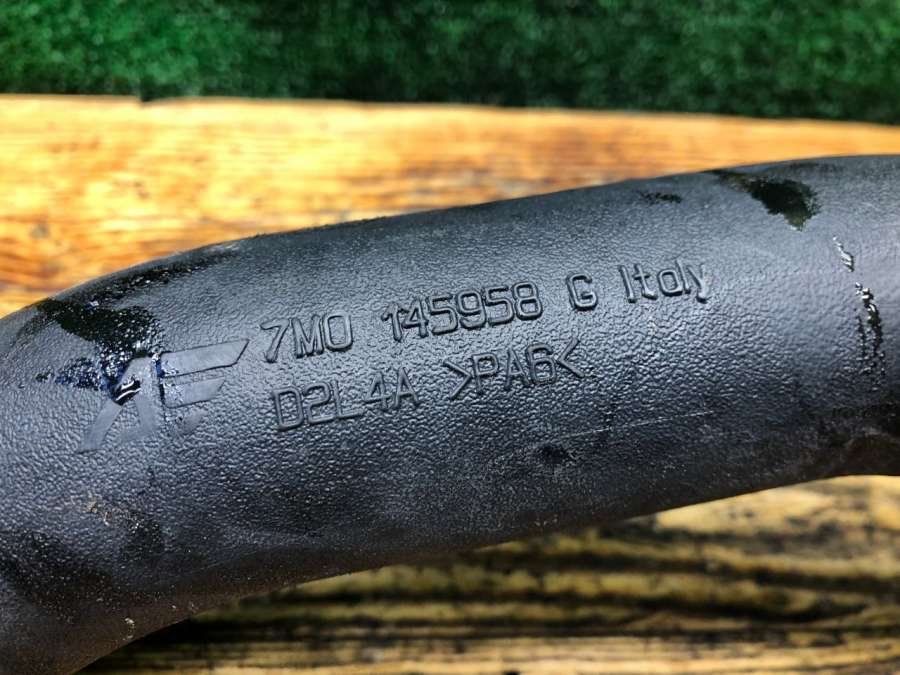 7M0 145958 G Italy
D2L4A >PA6<